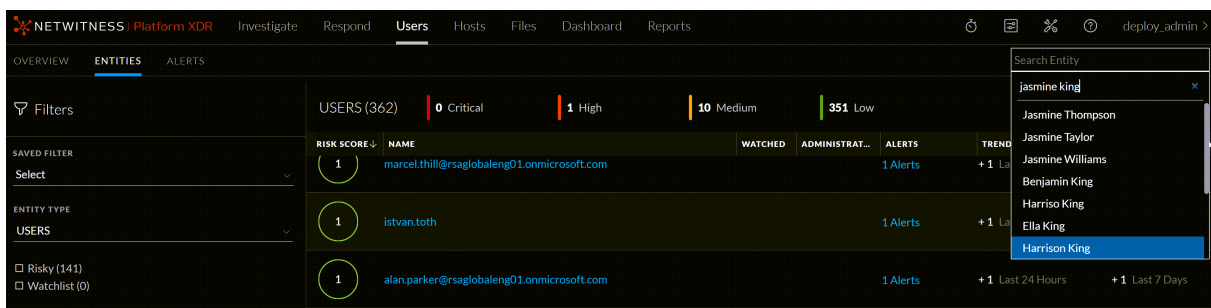 NETWITNESS | Platform XDR Investigate Respond Users Hosts Files Dashboard Reports deploy_admin >
OVERVIEW ENTITIES ALERTS
Search Entity
jasmine king
Jasmine Thompson
Jasmine Taylor
Jasmine Williams
Benjamin King
Harriso King
Ella King
Harrison King
Filters
SAVED FILTER
Select
ENTITY TYPE
USERS
Risky (141)
Watchlist (0)
USERS (362) 0 Critical 1 High 10 Medium 351 Low
RISK SCORE NAME WATCHED ADMINISTRAT... ALERTS TREND
1 marcel.thill@rsaglobaleng01.onmicrosoft.com 1 Alerts +1 La
1 istvan.toth 1 Alerts +1 La
1 alan.parker@rsaglobaleng01.onmicrosoft.com 1 Alerts +1 Last 24 Hours +1 Last 7 Days